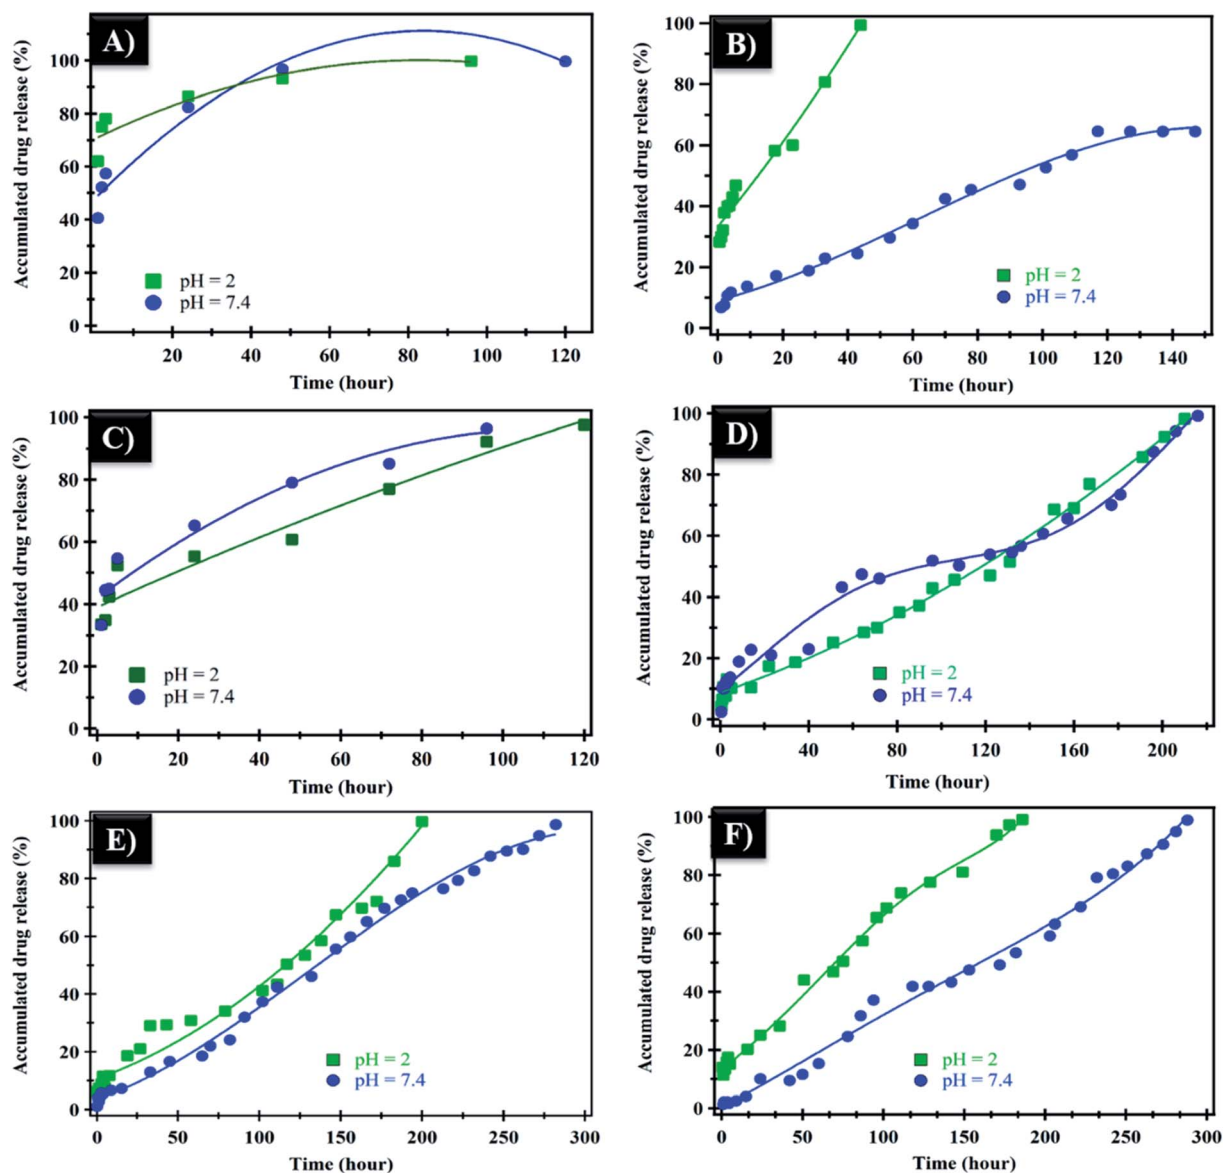 A)
Accumulated drug release (%)
100
80
60
40
20
0
pH = 2
pH = 7.4
20 40 60 80 100 120
Time (hour)
B)
Accumulated drug release (%)
100
80
60
40
20
0
pH = 2
pH = 7.4
0 20 40 60 80 100 120 140
Time (hour)
C)
Accumulated drug release (%)
100
80
60
40
20
0
pH = 2
pH = 7.4
0 20 40 60 80 100 120
Time (hour)
D)
Accumulated drug release (%)
100
80
60
40
20
0
pH = 2
pH = 7.4
0 40 80 120 160 200
Time (hour)
E)
Accumulated drug release (%)
100
80
60
40
20
0
pH = 2
pH = 7.4
0 50 100 150 200 250 300
Time (hour)
F)
Accumulated drug release (%)
100
80
60
40
20
0
pH = 2
pH = 7.4
0 50 100 150 200 250 300
Time (hour)